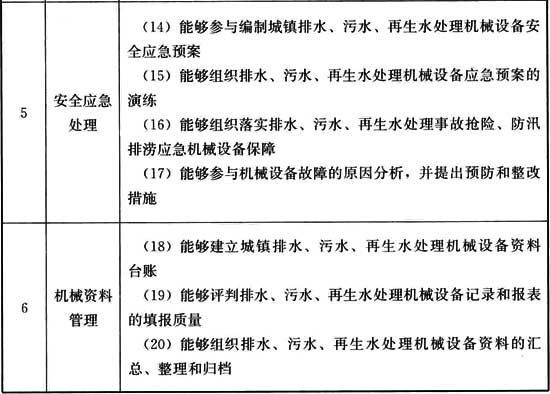 5
安全应急
处理
（14）能够参与编制城镇排水、污水、再生水处理机械设备安
全应急预案
（15）能够组织排水、污水、再生水处理机械设备应急预案的
演练
（16）能够组织落实排水、污水、再生水处理事故抢险、防汛
排涝应急机械设备保障
（17）能够参与机械设备故障的原因分析，并提出预防和整改
措施
6
机械资料
管理
（18）能够建立城镇排水、污水、再生水处理机械设备资料
台账
（19）能够评判排水、污水、再生水处理机械设备记录和报表
的填报质量
（20）能够组织排水、污水、再生水处理机械设备资料的汇
总、整理和归档